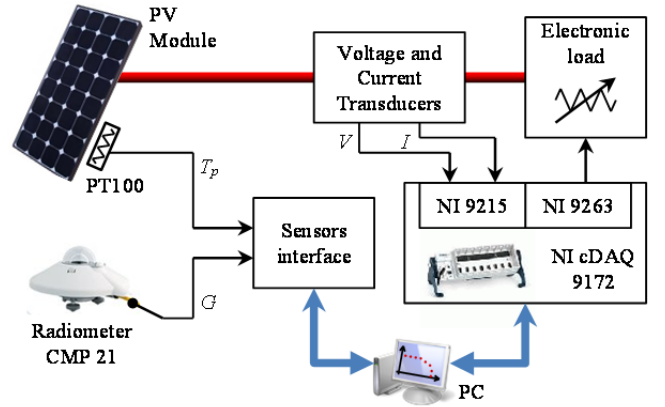 PV
Module
Voltage and
Current
Transducers
Electronic
load
V
I
PT100
Tp
NI 9215
NI 9263
Sensors
interface
NI cDAQ
9172
G
Radiometer
CMP 21
PC